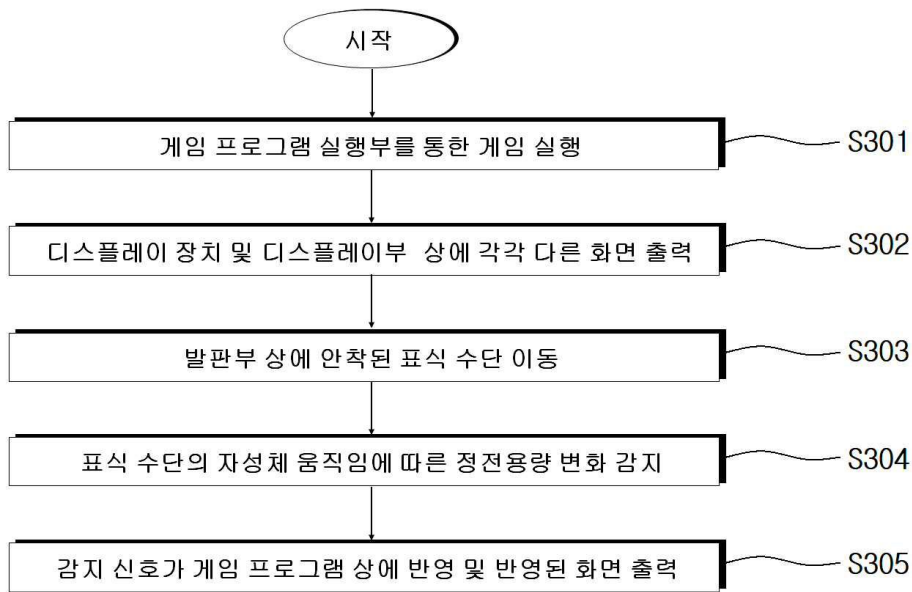 시작
게임 프로그램 실행부를 통한 게임 실행
S301
디스플레이 장치 및 디스플레이부 상에 각각 다른 화면 출력
S302
발판부 상에 안착된 표식 수단 이동
S303
표식 수단의 자성체 움직임에 따른 정전용량 변화 감지
S304
감지 신호가 게임 프로그램 상에 반영 및 반영된 화면 출력
S305